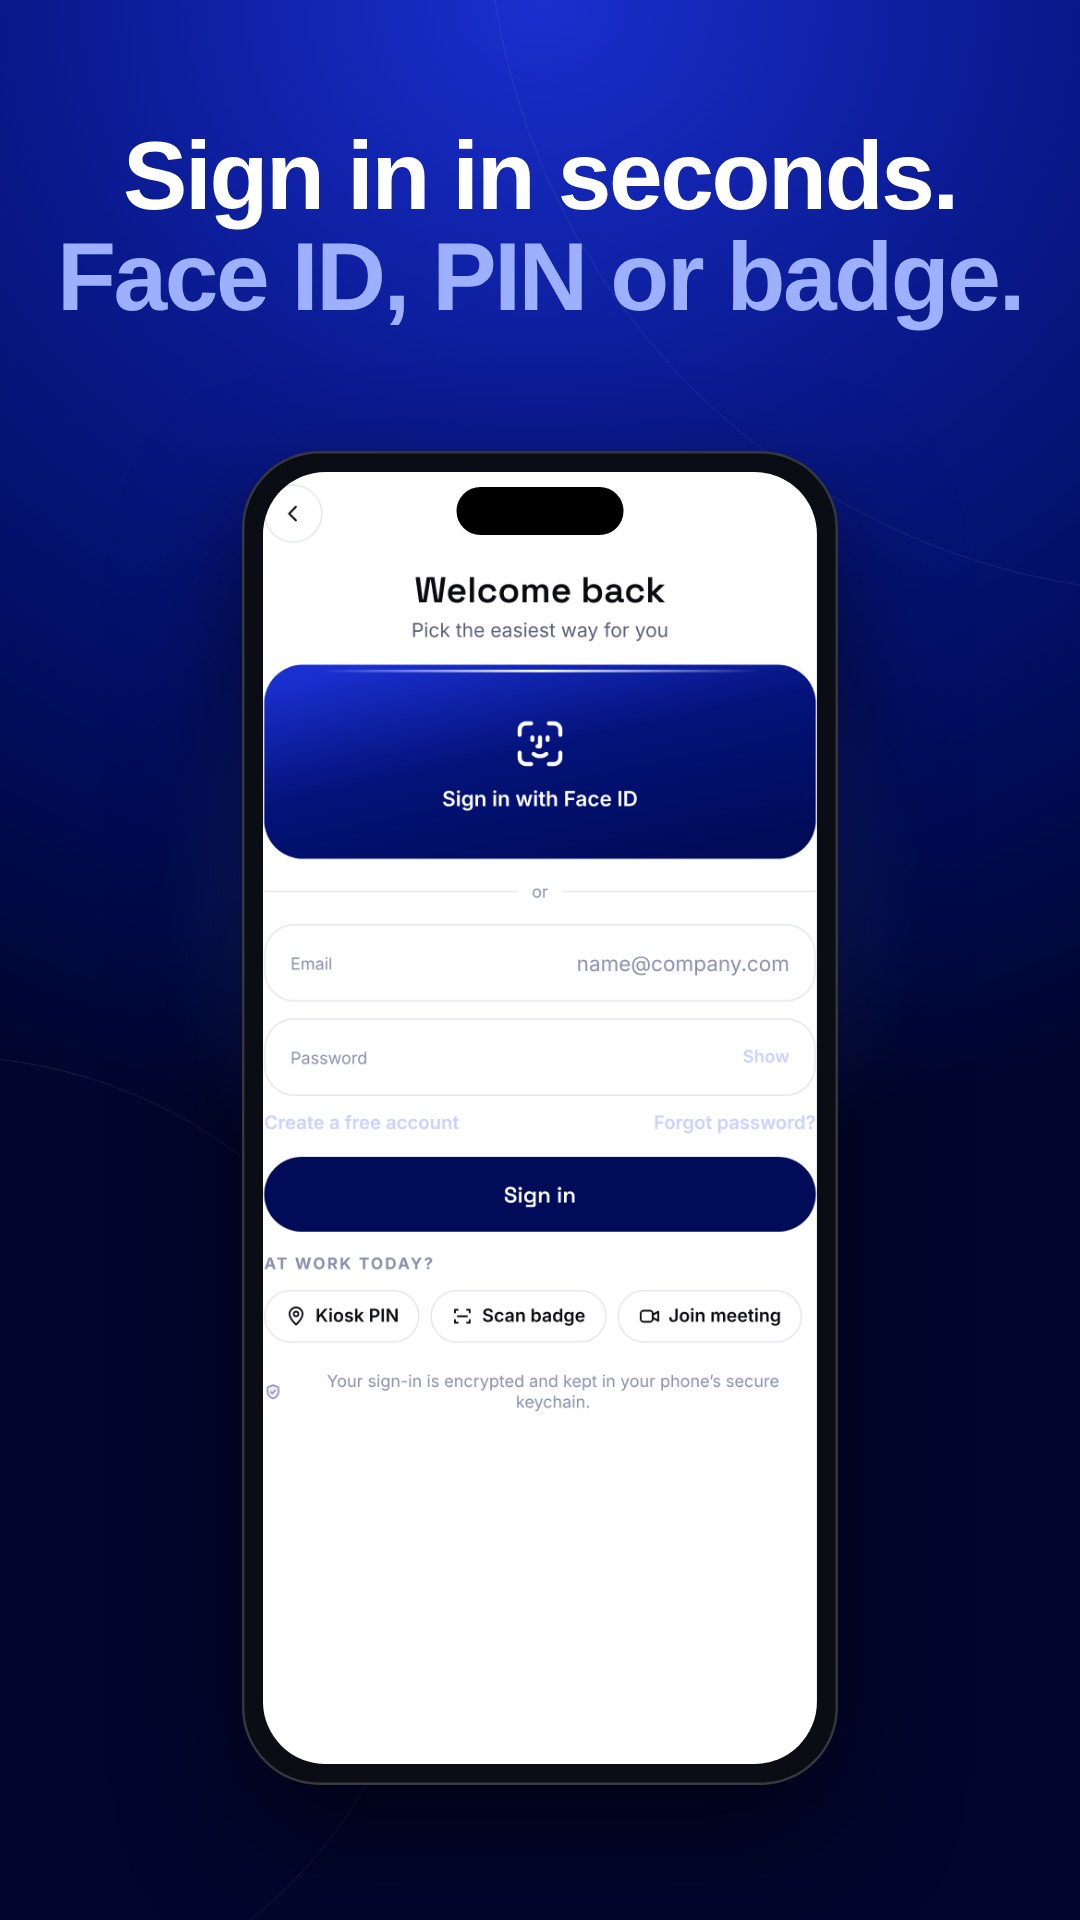 Sign in in seconds.
Face ID, PIN or badge.
Welcome back
Pick the easiest way for you
Sign in with Face ID
or
Email name@company.com
Password Show
Create a free account Forgot password?
Sign in
AT WORK TODAY?
Kiosk PIN Scan badge Join meeting
Your sign-in is encrypted and kept in your phone’s secure
keychain.